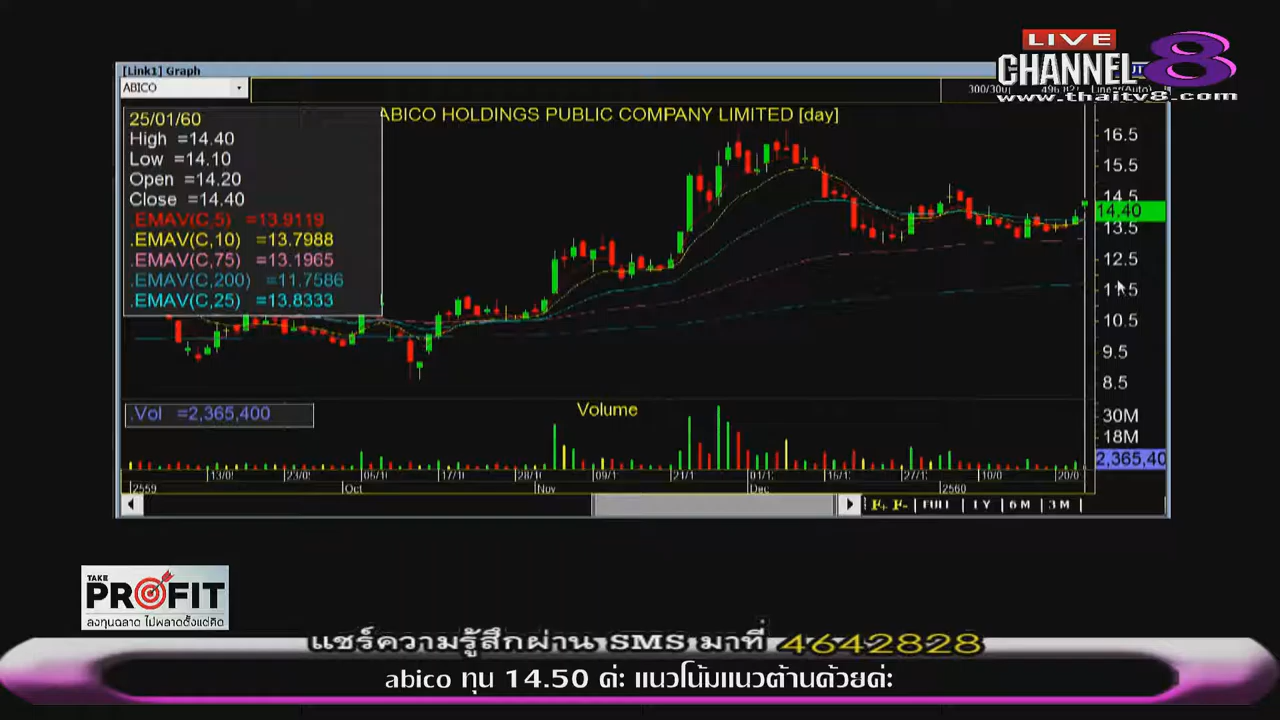 LIVE
CHANNEL 8
www.thaitv8.com
[Link1] Graph
ABICO
ABICO HOLDINGS PUBLIC COMPANY LIMITED [day]
25/01/60
High =14.40
Low =14.10
Open =14.20
Close =14.40
.EMAV(C,5) =13.9119
.EMAV(C,10) =13.7988
.EMAV(C,75) =13.1965
.EMAV(C,200) =11.7586
.EMAV(C,25) =13.8333
16.5
15.5
14.5
14.40
13.5
12.5
11.5
10.5
9.5
8.5
.Vol =2,365,400
Volume
30M
18M
2,365,40
2559
Oct
Nov
Dec
2560
F+ F- FULL 1 Y 6 M 3 M
TAKE
PROFIT
ลงทุนฉลาด ไม่พลาดตั้งแต่คิด
แชร์ความรู้สึกผ่าน SMS มาที่ 4642828
abico ทุน 14.50 ค่ะ แนวโน้มแนวต้านด้วยค่ะ